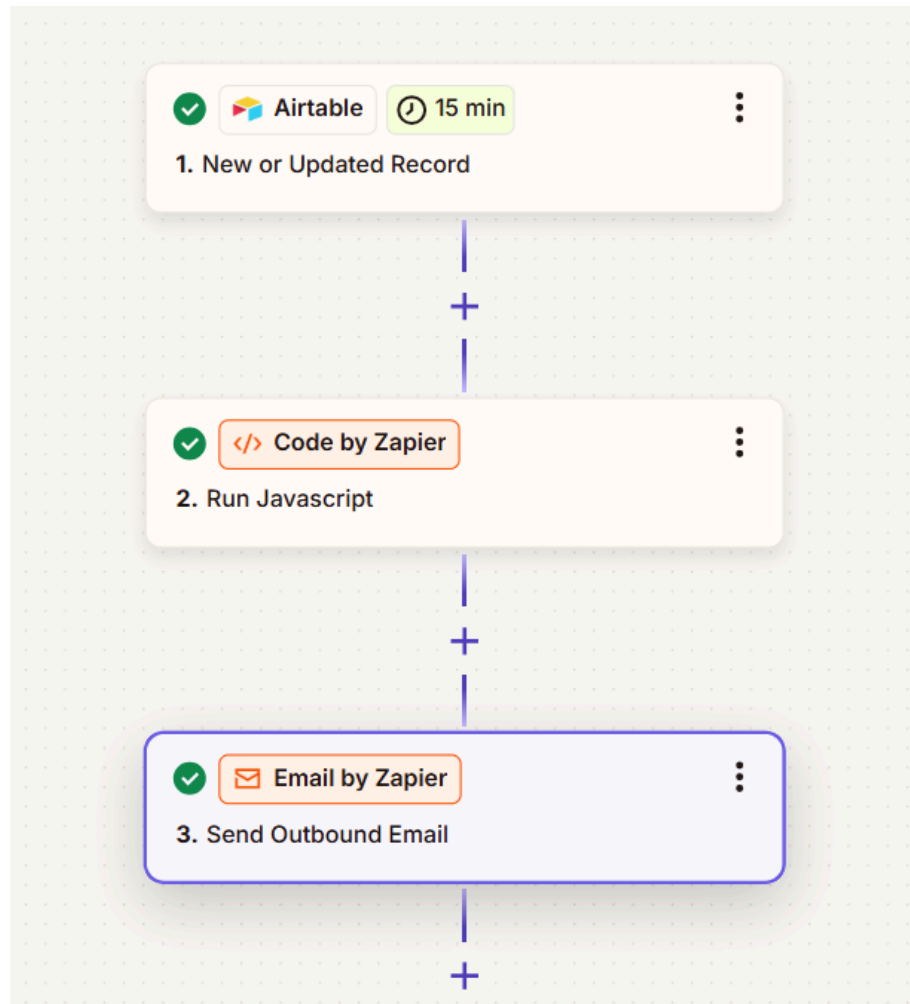 Airtable 15 min
1. New or Updated Record
Code by Zapier
2. Run Javascript
Email by Zapier
3. Send Outbound Email